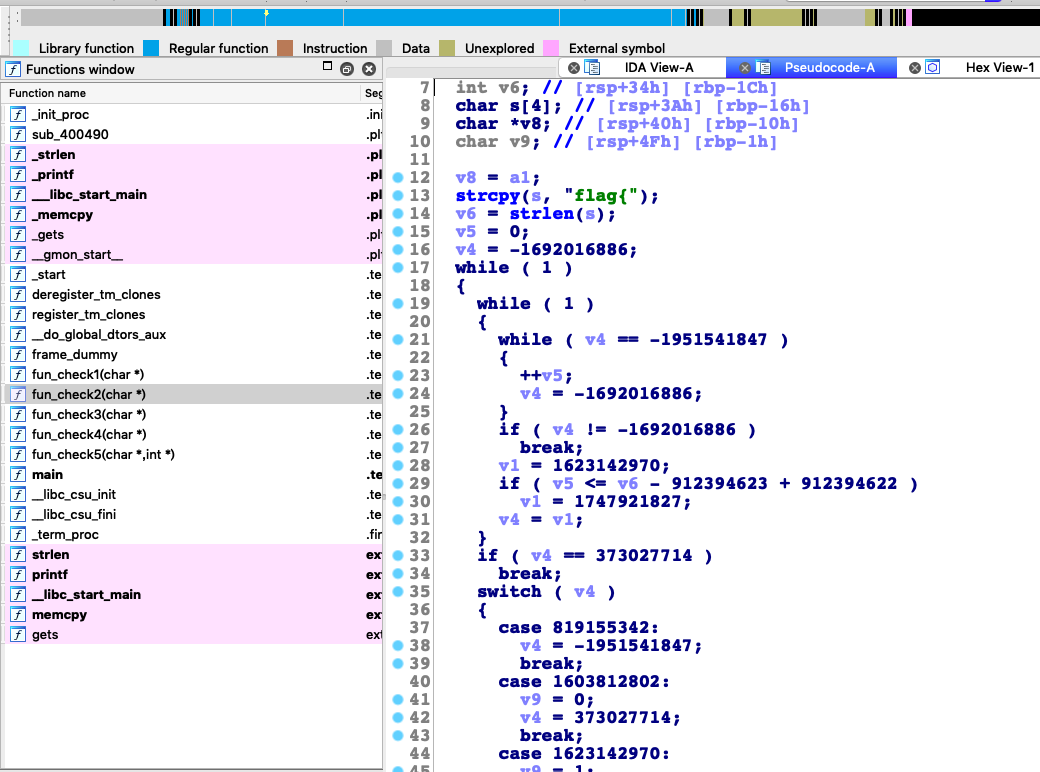 Library function Regular function Instruction Data Unexplored External symbol
Functions window
IDA View-A Pseudocode-A Hex View-1
Function name Seg
_init_proc .ini
sub_400490 .pl
_strlen .pl
_printf .pl
___libc_start_main .pl
_memcpy .pl
_gets .pl
__gmon_start__ .pl
_start .te
deregister_tm_clones .te
register_tm_clones .te
__do_global_dtors_aux .te
frame_dummy .te
fun_check1(char *) .te
fun_check2(char *) .te
fun_check3(char *) .te
fun_check4(char *) .te
fun_check5(char *,int *) .te
main .te
__libc_csu_init .te
__libc_csu_fini .te
_term_proc .fin
strlen ext
printf ext
__libc_start_main ext
memcpy ext
gets ext
7 int v6; // [rsp+34h] [rbp-1Ch]
8 char s[4]; // [rsp+3Ah] [rbp-16h]
9 char *v8; // [rsp+40h] [rbp-10h]
10 char v9; // [rsp+4Fh] [rbp-1h]
11
12 v8 = a1;
13 strcpy(s, "flag{");
14 v6 = strlen(s);
15 v5 = 0;
16 v4 = -1692016886;
17 while ( 1 )
18 {
19 while ( 1 )
20 {
21 while ( v4 == -1951541847 )
22 {
23 ++v5;
24 v4 = -1692016886;
25 }
26 if ( v4 != -1692016886 )
27 break;
28 v1 = 1623142970;
29 if ( v5 <= v6 - 912394623 + 912394622 )
30 v1 = 1747921827;
31 v4 = v1;
32 }
33 if ( v4 == 373027714 )
34 break;
35 switch ( v4 )
36 {
37 case 819155342:
38 v4 = -1951541847;
39 break;
40 case 1603812802:
41 v9 = 0;
42 v4 = 373027714;
43 break;
44 case 1623142970:
45 v9 = 1;